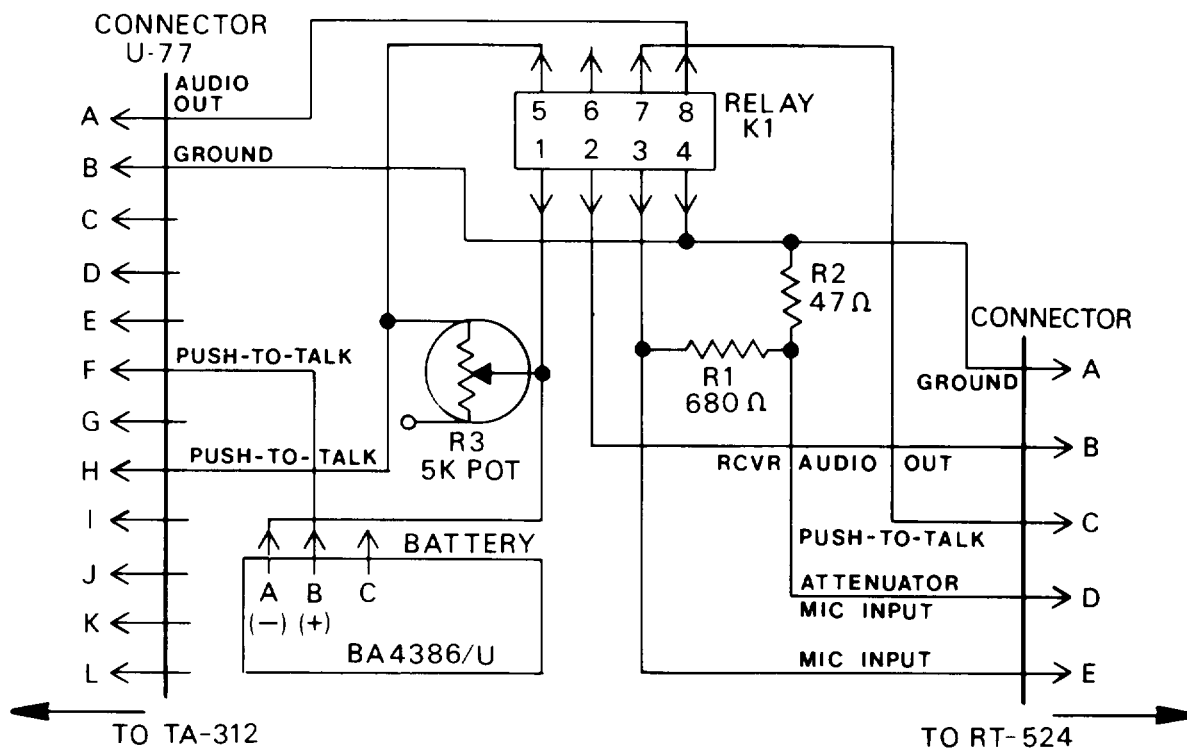 CONNECTOR
U-77
AUDIO
OUT
A
GROUND
B
C
D
E
PUSH-TO-TALK
F
G
PUSH-TO-TALK
H
I
J
K
L
TO TA-312
5 6 7 8
1 2 3 4
RELAY
K1
R3
5K POT
BATTERY
A B C
(—) (+)
BA4386/U
R2
47Ω
R1
680Ω
CONNECTOR
GROUND
A
RCVR AUDIO OUT
B
C
PUSH-TO-TALK
ATTENUATOR
MIC INPUT
D
MIC INPUT
E
TO RT-524